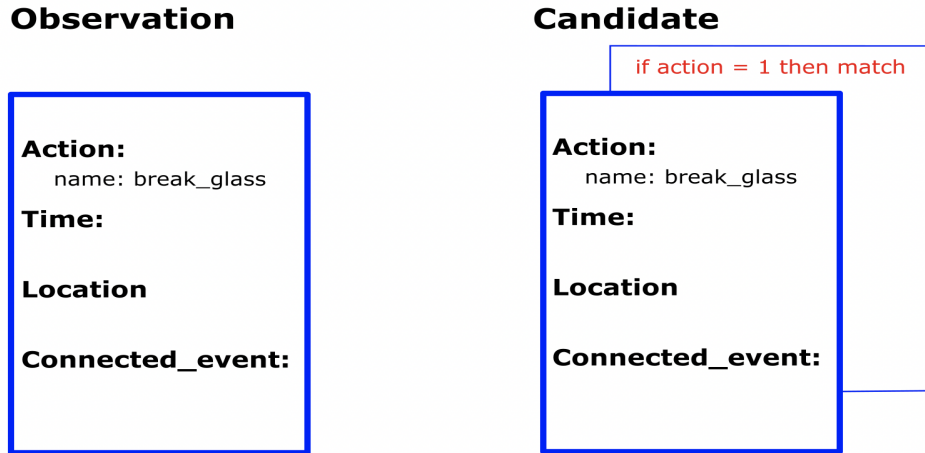 Observation
Candidate
if action = 1 then match
Action:
name: break_glass
Time:
Location
Connected_event:
Action:
name: break_glass
Time:
Location
Connected_event: